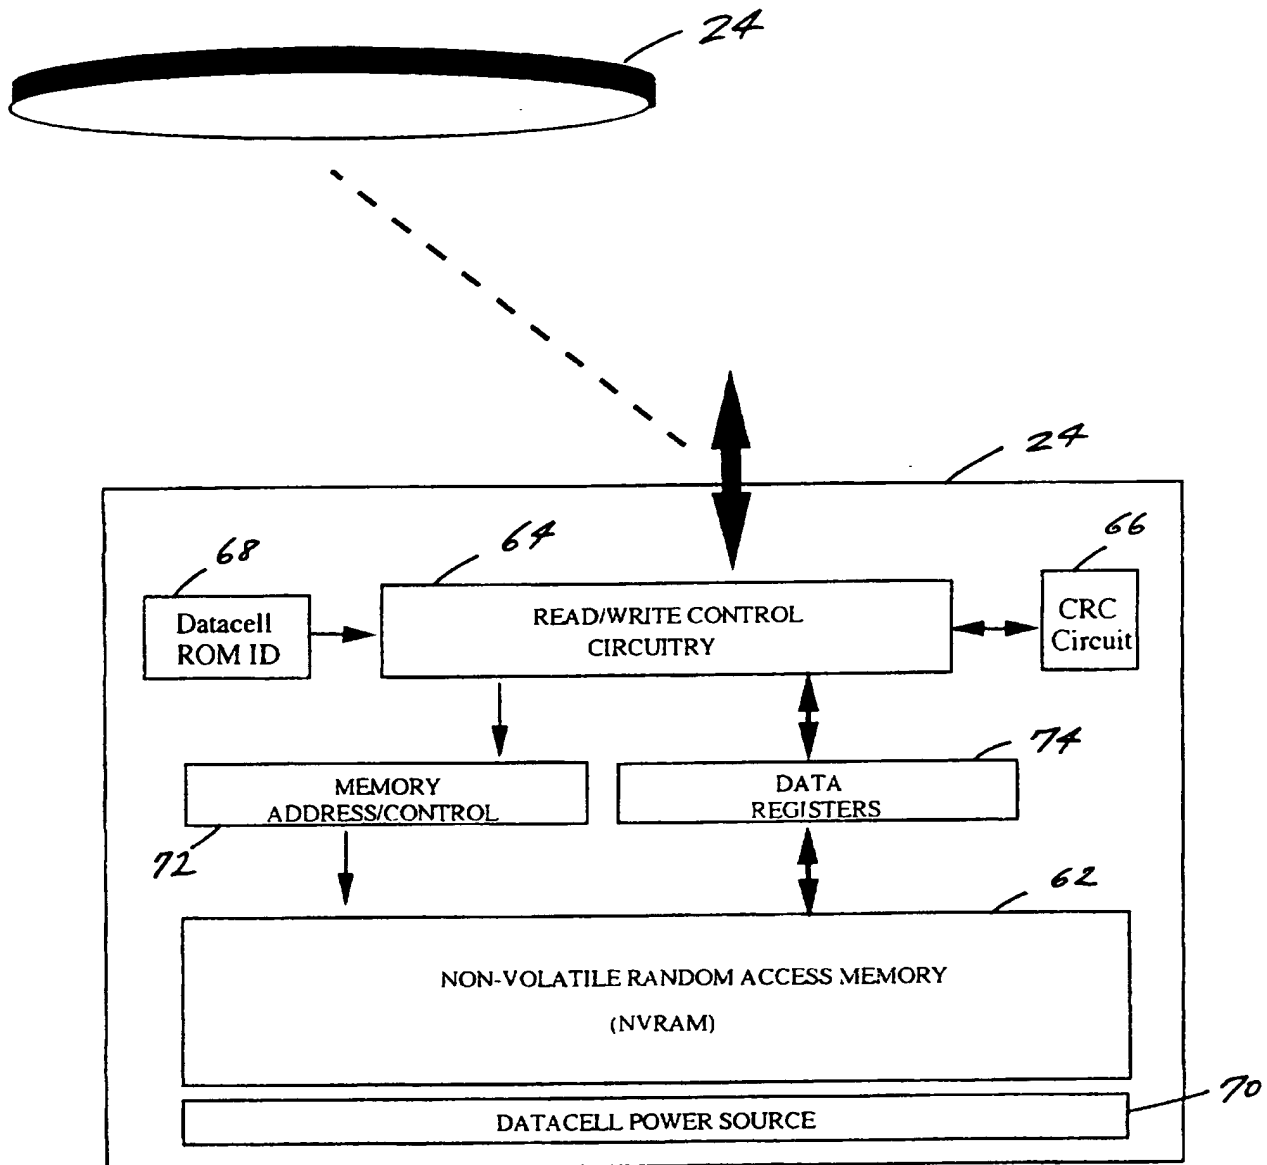 24
24
68
64
66
Datacell
ROM ID
READ/WRITE CONTROL
CIRCUITRY
CRC
Circuit
74
MEMORY
ADDRESS/CONTROL
DATA
REGISTERS
72
62
NON-VOLATILE RANDOM ACCESS MEMORY
(NVRAM)
70
DATACELL POWER SOURCE